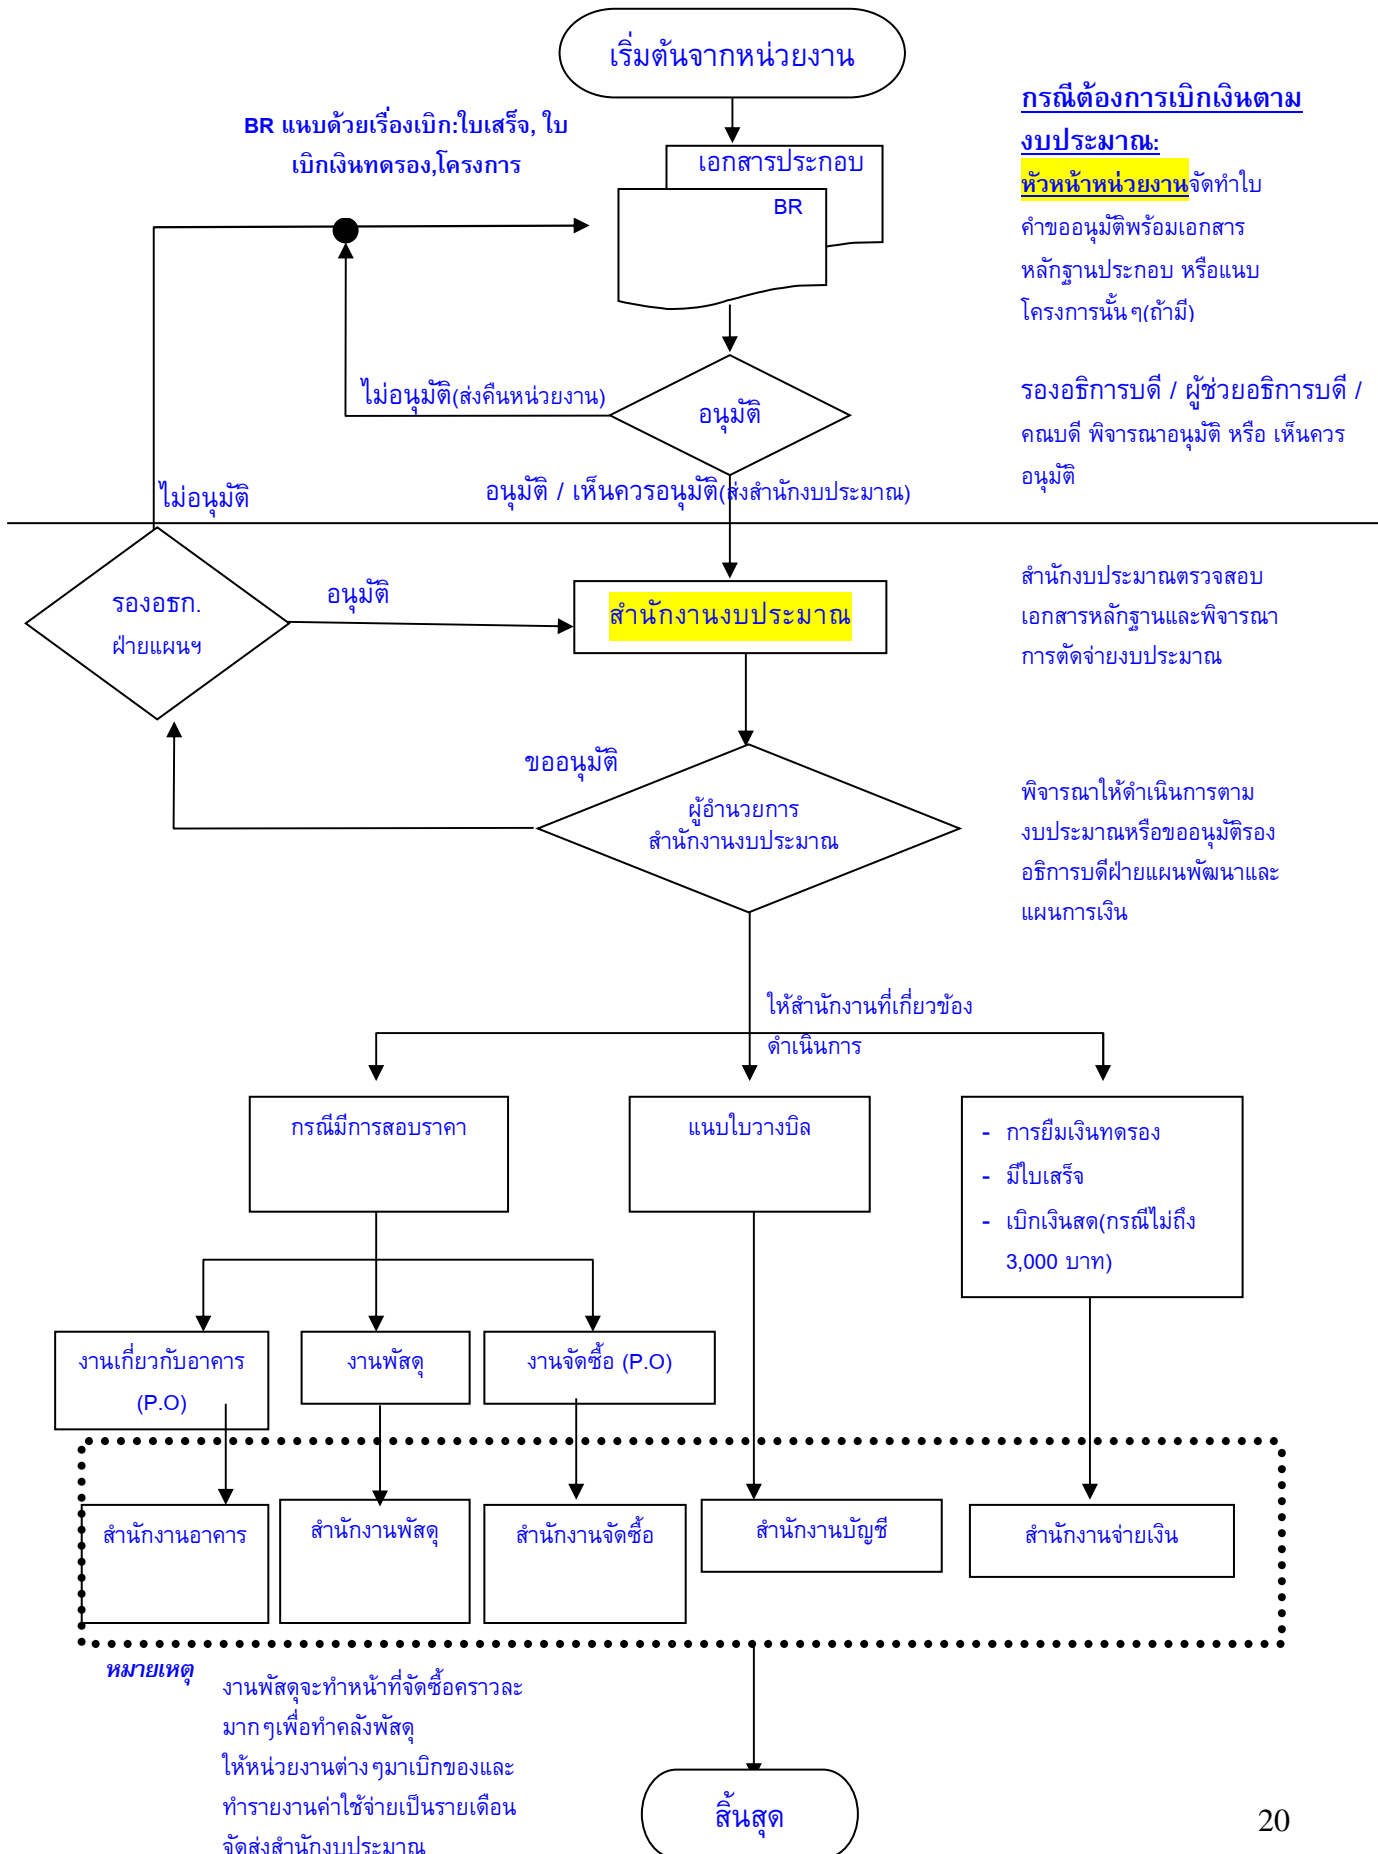 เริ่มต้นจากหน่วยงาน
BR แนบด้วยเรื่องเบิก:ใบเสร็จ, ใบ
เบิกเงินทดรอง,โครงการ
เอกสารประกอบ
BR
กรณีต้องการเบิกเงินตาม
งบประมาณ:
หัวหน้าหน่วยงานจัดทำใบ
คำขออนุมัติพร้อมเอกสาร
หลักฐานประกอบ หรือแนบ
โครงการนั้นๆ(ถ้ามี)
ไม่อนุมัติ(ส่งคืนหน่วยงาน)
อนุมัติ
รองอธิการบดี / ผู้ช่วยอธิการบดี /
คณบดี พิจารณาอนุมัติ หรือ เห็นควร
อนุมัติ
ไม่อนุมัติ
อนุมัติ / เห็นควรอนุมัติ(ส่งสำนักงบประมาณ)
รองอธก.
ฝ่ายแผนฯ
อนุมัติ
สำนักงานงบประมาณ
สำนักงบประมาณตรวจสอบ
เอกสารหลักฐานและพิจารณา
การตัดจ่ายงบประมาณ
ขออนุมัติ
ผู้อำนวยการ
สำนักงานงบประมาณ
พิจารณาให้ดำเนินการตาม
งบประมาณหรือขออนุมัติรอง
อธิการบดีฝ่ายแผนพัฒนาและ
แผนการเงิน
ให้สำนักงานที่เกี่ยวข้อง
ดำเนินการ
กรณีมีการสอบราคา
แนบใบวางบิล
- การยืมเงินทดรอง
- มีใบเสร็จ
- เบิกเงินสด(กรณีไม่ถึง
3,000 บาท)
งานเกี่ยวกับอาคาร
(P.O)
งานพัสดุ
งานจัดซื้อ (P.O)
สำนักงานอาคาร
สำนักงานพัสดุ
สำนักงานจัดซื้อ
สำนักงานบัญชี
สำนักงานจ่ายเงิน
หมายเหตุ
งานพัสดุจะทำหน้าที่จัดซื้อคราวละ
มากๆเพื่อทำคลังพัสดุ
ให้หน่วยงานต่างๆมาเบิกของและ
ทำรายงานค่าใช้จ่ายเป็นรายเดือน
จัดส่งสำนักงบประมาณ
สิ้นสุด
20